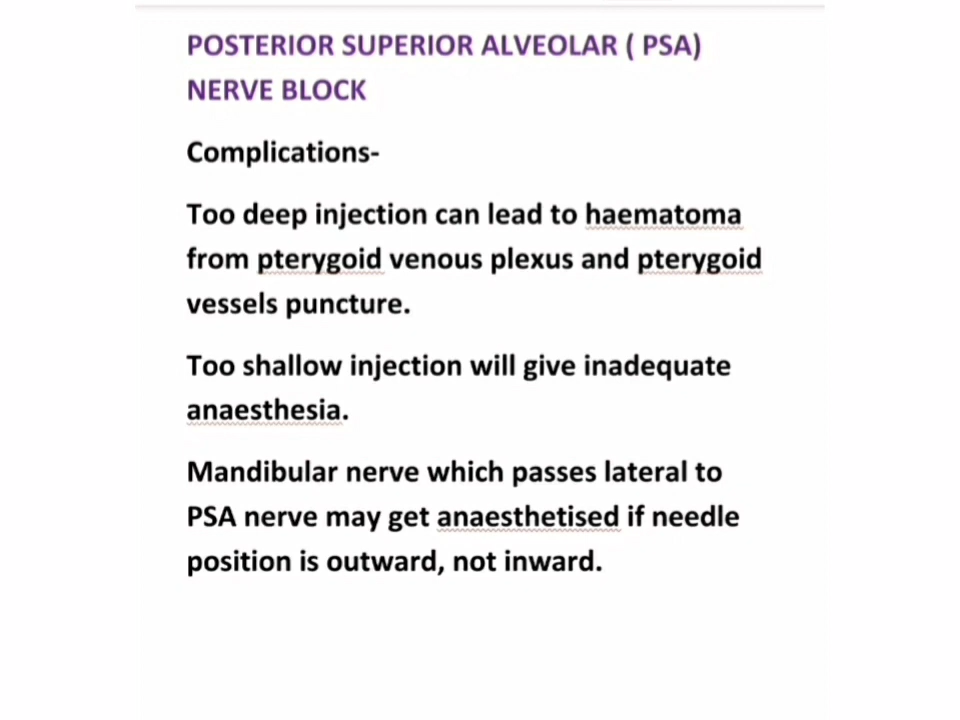 POSTERIOR SUPERIOR ALVEOLAR ( PSA)
NERVE BLOCK
Complications-
Too deep injection can lead to haematoma
from pterygoid venous plexus and pterygoid
vessels puncture.
Too shallow injection will give inadequate
anaesthesia.
Mandibular nerve which passes lateral to
PSA nerve may get anaesthetised if needle
position is outward, not inward.